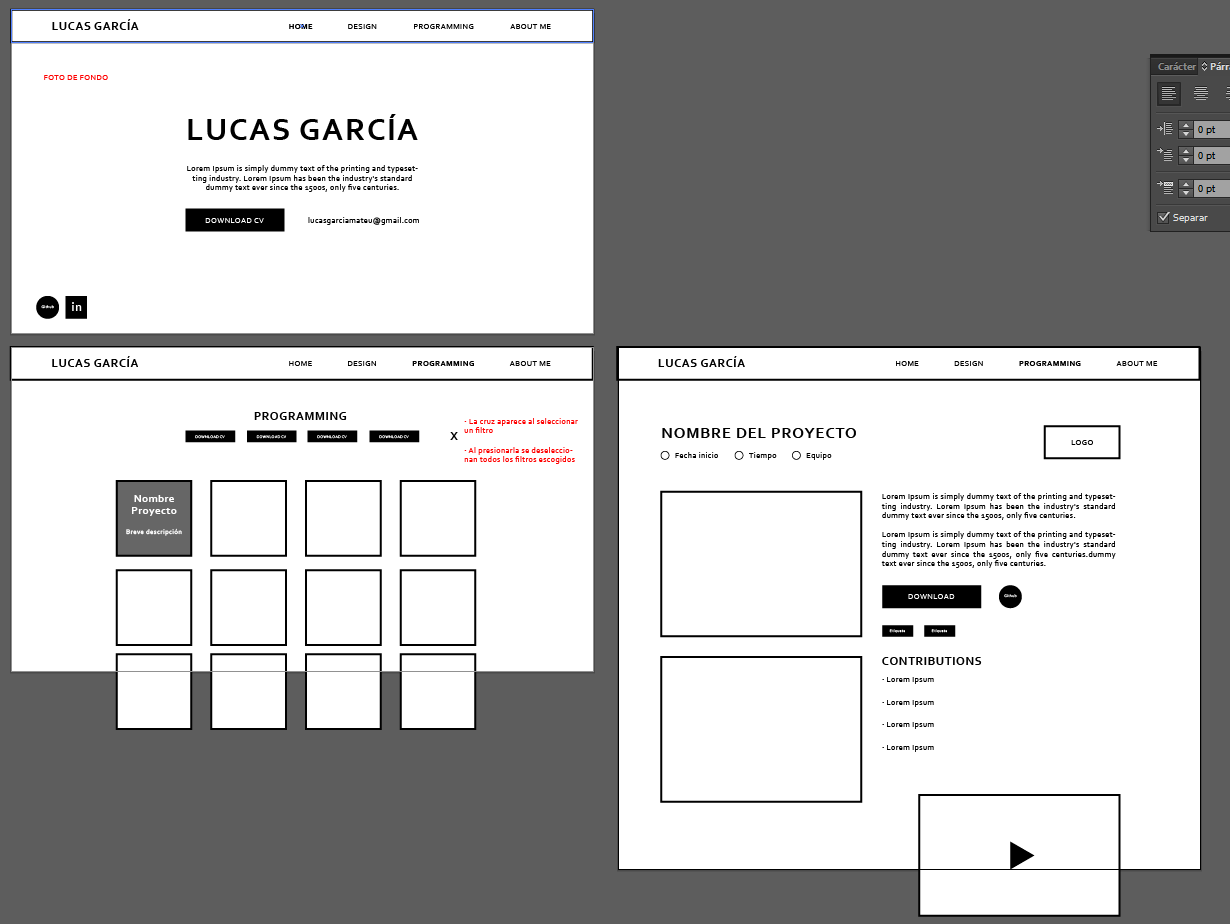 LUCAS GARCÍA
HOME
DESIGN
PROGRAMMING
ABOUT ME
FOTO DE FONDO
LUCAS GARCÍA
Lorem Ipsum is simply dummy text of the printing and typeset-
ting industry. Lorem Ipsum has been the industry's standard
dummy text ever since the 1500s, only five centuries.
DOWNLOAD CV
lucasgarciamateu@gmail.com
Github
in
Carácter
Párr
0 pt
0 pt
0 pt
Separar
LUCAS GARCÍA
HOME
DESIGN
PROGRAMMING
ABOUT ME
PROGRAMMING
DOWNLOAD CV
DOWNLOAD CV
DOWNLOAD CV
DOWNLOAD CV
X
- La cruz aparece al seleccionar
un filtro
- Al presionarla se deseleccio-
nan todos los filtros escogidos
Nombre
Proyecto
Breve descripción
LUCAS GARCÍA
HOME
DESIGN
PROGRAMMING
ABOUT ME
NOMBRE DEL PROYECTO
Fecha inicio
Tiempo
Equipo
LOGO
Lorem Ipsum is simply dummy text of the printing and typeset-
ting industry. Lorem Ipsum has been the industry's standard
dummy text ever since the 1500s, only five centuries.
Lorem Ipsum is simply dummy text of the printing and typeset-
ting industry. Lorem Ipsum has been the industry's standard
dummy text ever since the 1500s, only five centuries.dummy
text ever since the 1500s, only five centuries.
DOWNLOAD
Github
Etiqueta
Etiqueta
CONTRIBUTIONS
- Lorem Ipsum
- Lorem Ipsum
- Lorem Ipsum
- Lorem Ipsum